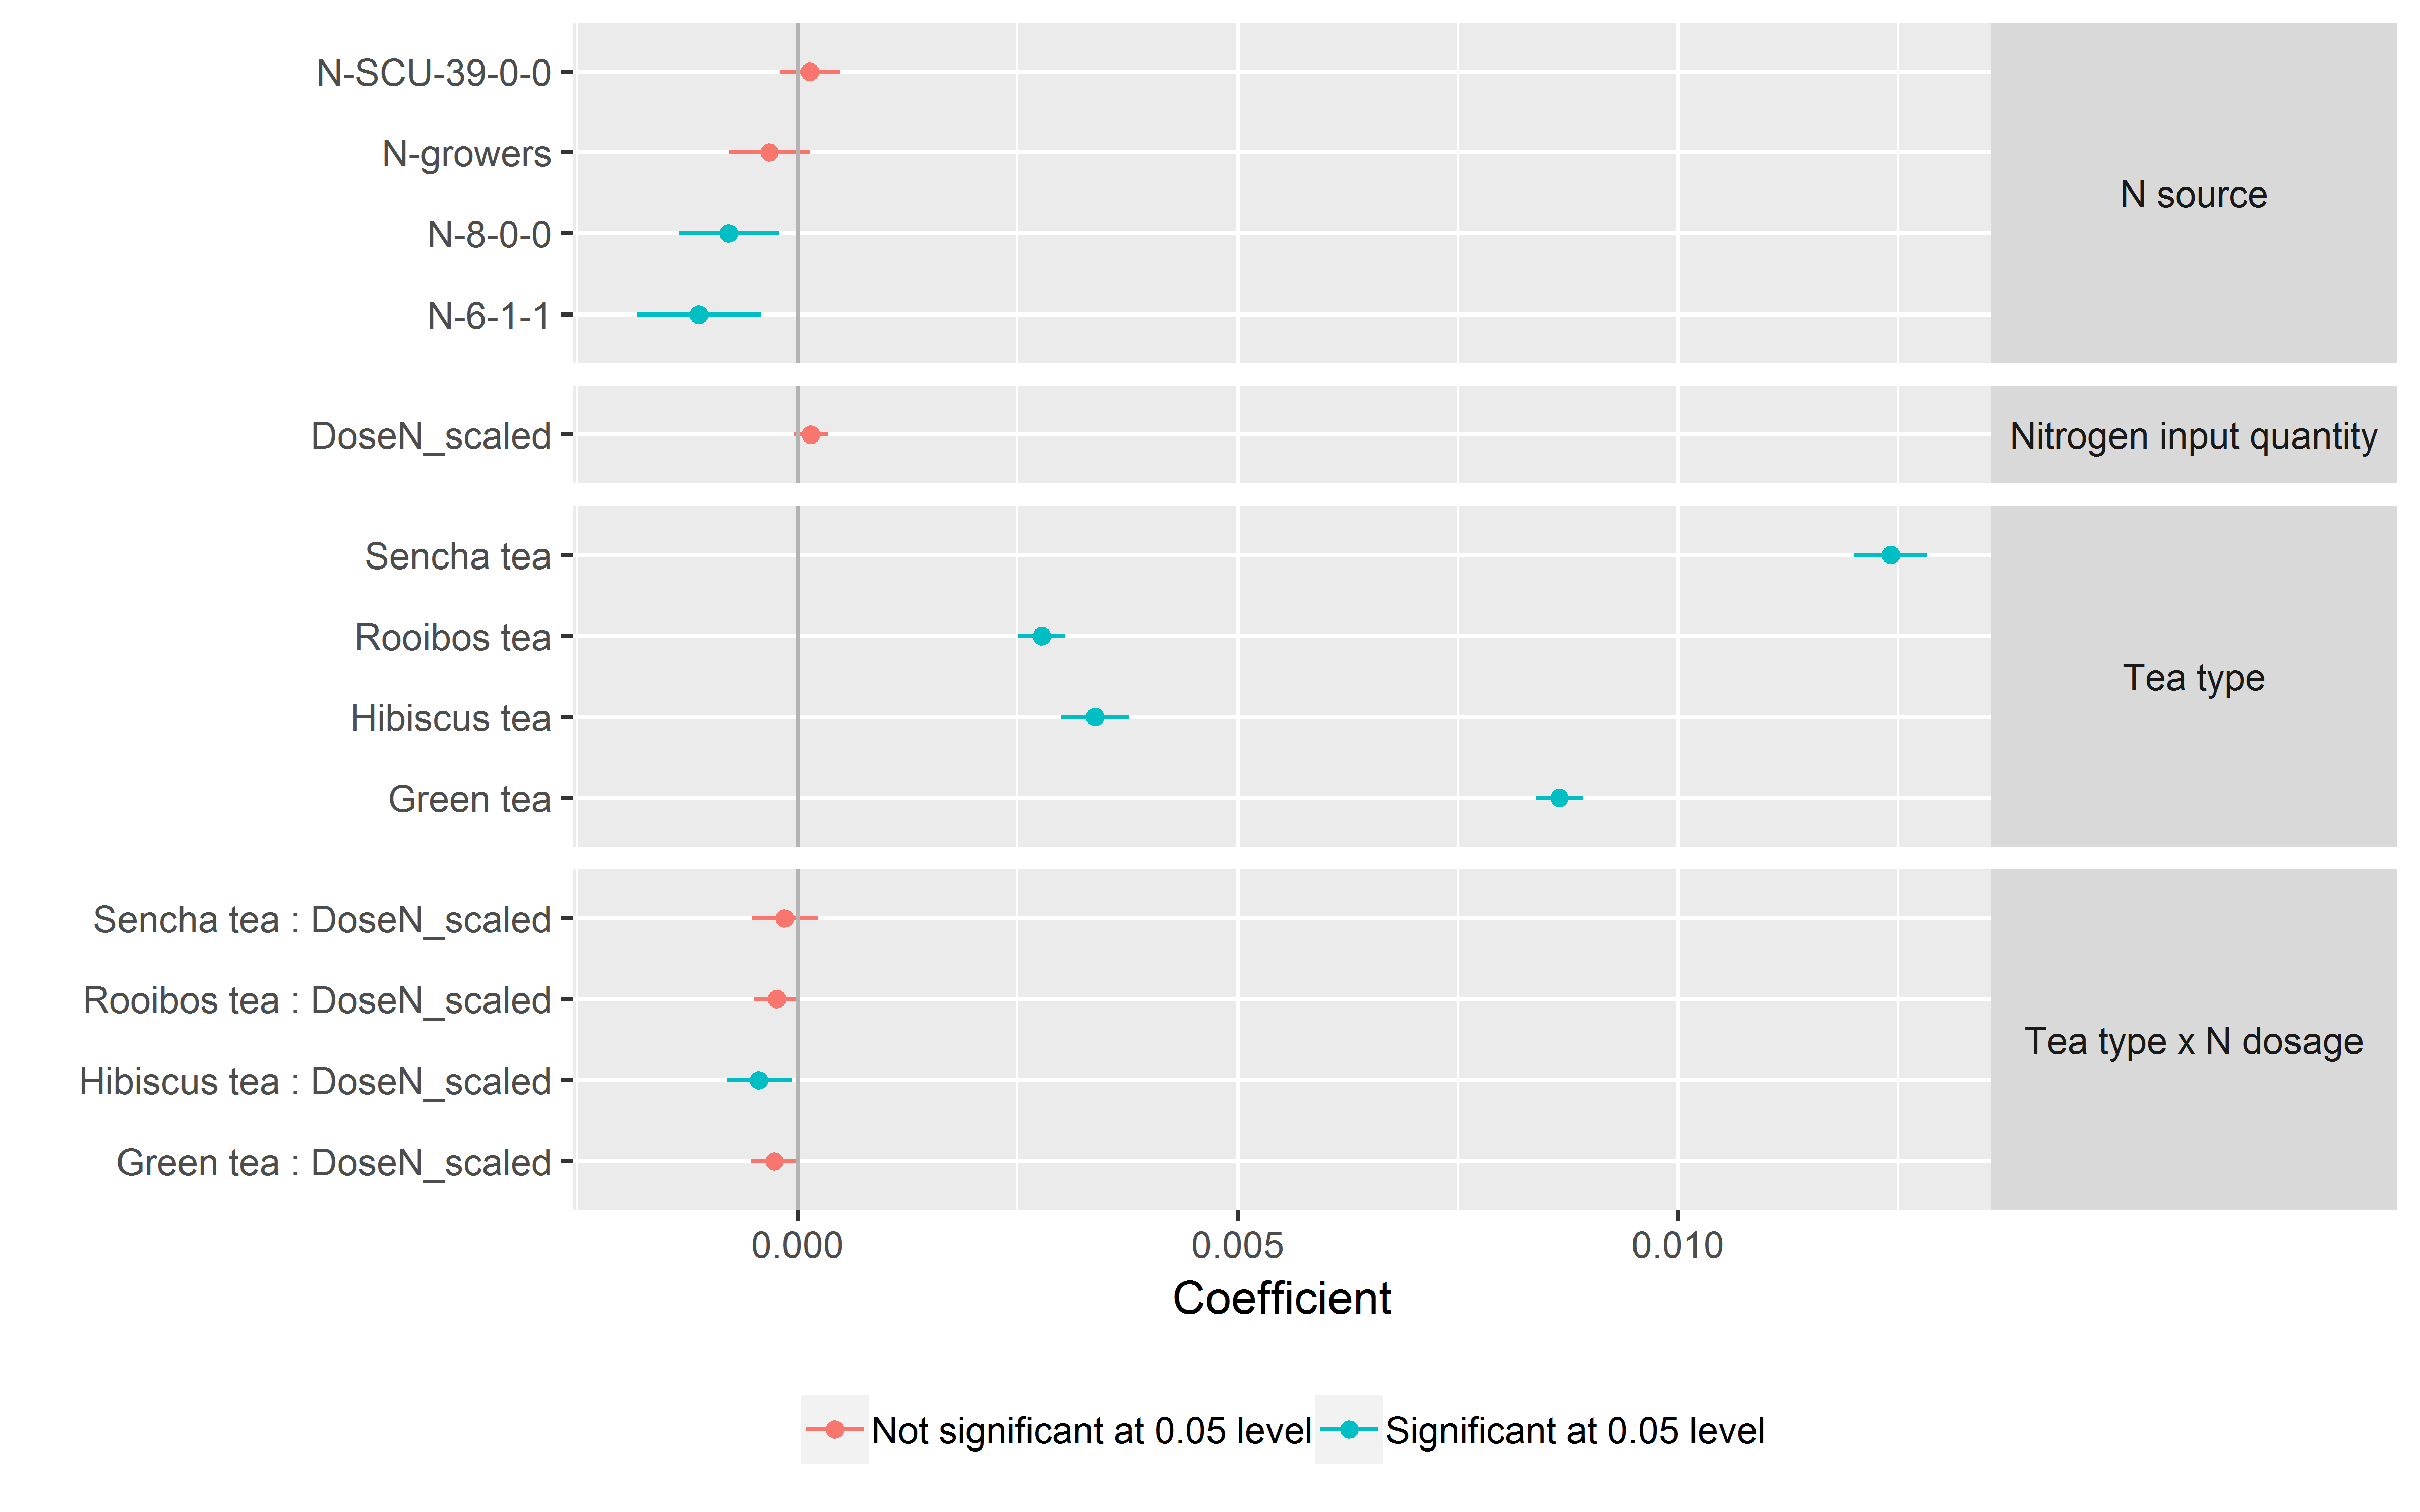 N-SCU-39-0-0
N-growers
N-8-0-0
N-6-1-1
N source
DoseN_scaled
Nitrogen input quantity
Sencha tea
Rooibos tea
Hibiscus tea
Green tea
Tea type
Sencha tea : DoseN_scaled
Rooibos tea : DoseN_scaled
Hibiscus tea : DoseN_scaled
Green tea : DoseN_scaled
Tea type x N dosage
0.000 0.005 0.010
Coefficient
Not significant at 0.05 level Significant at 0.05 level